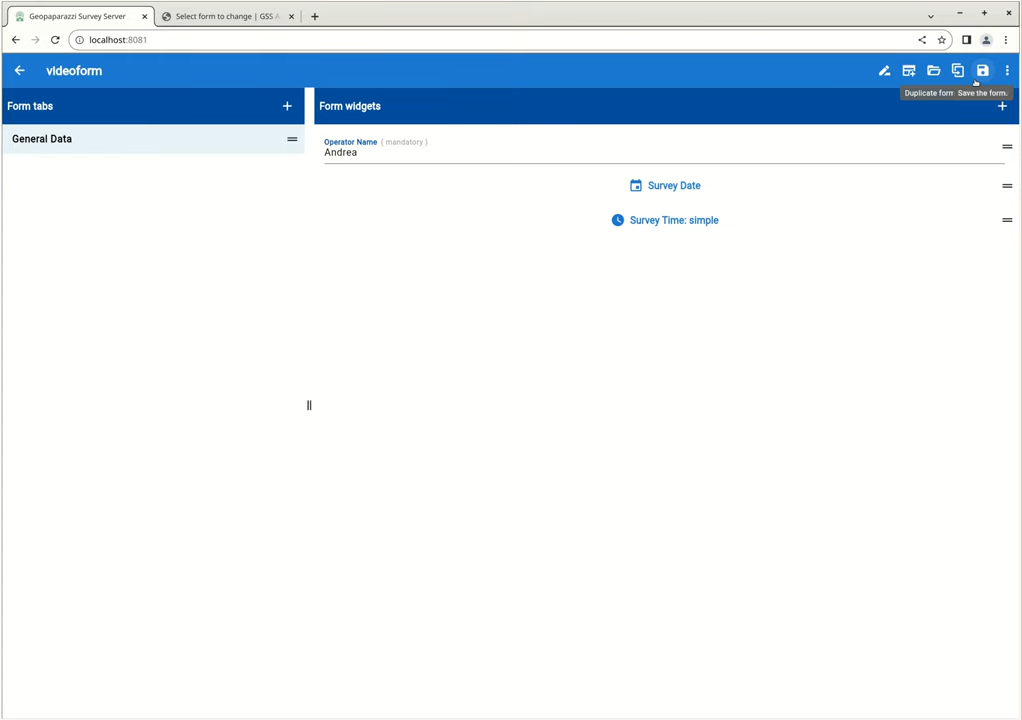 Geopaparazzi Survey Server
Select form to change | GSS A
localhost:8081
videoform
Duplicate form
Save the form.
Form tabs
Form widgets
General Data
Operator Name ( mandatory )
Andrea
Survey Date
Survey Time: simple